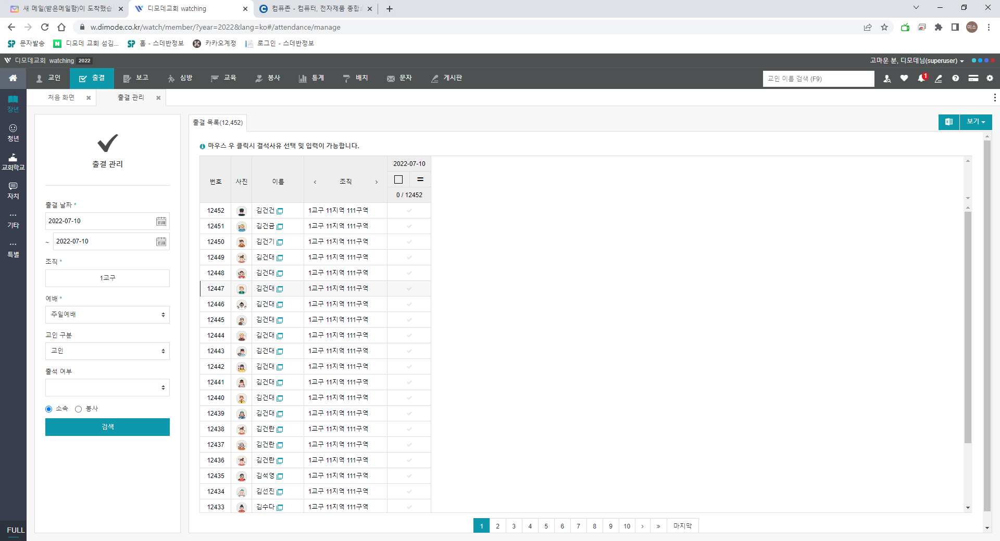 새 메일(받은메일함)이 도착했습
디모데교회 watching
컴퓨존 - 컴퓨터, 전자제품 종합쇼
w.dimode.co.kr/watch/member/?year=2022&lang=ko#/attendance/manage
미소
문자발송
디모데 교회 섬김...
홈 - 스데반정보
카카오계정
로그인 - 스데반정보
디모데교회 watching 2022
고마운 분, 디모데님(superuser)
교인
출결
보고
심방
교육
봉사
통계
배치
문자
게시판
교인 이름 검색 (F9)
1
처음 화면
출결 관리
장년
청년
교회학교
자치
기타
특별
FULL
출결 관리
출결 날짜 *
2022-07-10
~ 2022-07-10
조직 *
1교구
예배 *
주일예배
교인 구분
교인
출석 여부
소속 봉사
검색
출결 목록(12,452)
보기
마우스 우 클릭시 결석사유 선택 및 입력이 가능합니다.
번호 사진 이름 < 조직 > 2022-07-10
=
0 / 12452
12452 김건건 1교구 11지역 111구역
12451 김건금 1교구 11지역 111구역
12450 김건기 1교구 11지역 111구역
12449 김건대 1교구 11지역 111구역
12448 김건대 1교구 11지역 111구역
12447 김건대 1교구 11지역 111구역
12446 김건대 1교구 11지역 111구역
12445 김건대 1교구 11지역 111구역
12444 김건대 1교구 11지역 111구역
12443 김건대 1교구 11지역 111구역
12442 김건대 1교구 11지역 111구역
12441 김건대 1교구 11지역 111구역
12440 김건대 1교구 11지역 111구역
12439 김건대 1교구 11지역 111구역
12438 김건란 1교구 11지역 111구역
12437 김건란 1교구 11지역 111구역
12436 김건란 1교구 11지역 111구역
12435 김석영 1교구 11지역 111구역
12434 김선진 1교구 11지역 111구역
12433 김수다 1교구 11지역 111구역
1 2 3 4 5 6 7 8 9 10 › » 마지막